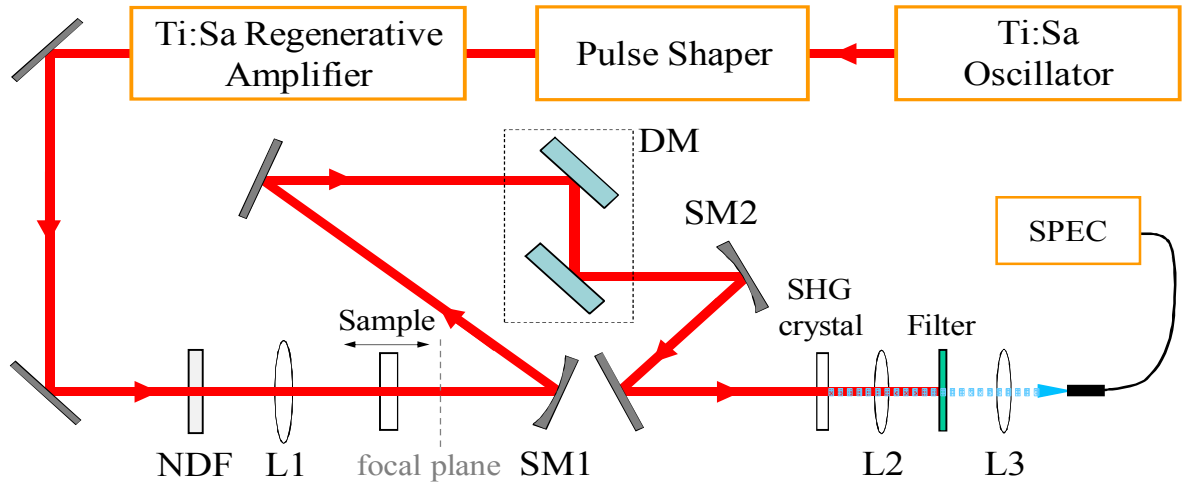 Ti:Sa Regenerative
Amplifier
Pulse Shaper
Ti:Sa
Oscillator
DM
SM2
SPEC
SHG
crystal
Filter
Sample
NDF
L1
focal plane
SM1
L2
L3